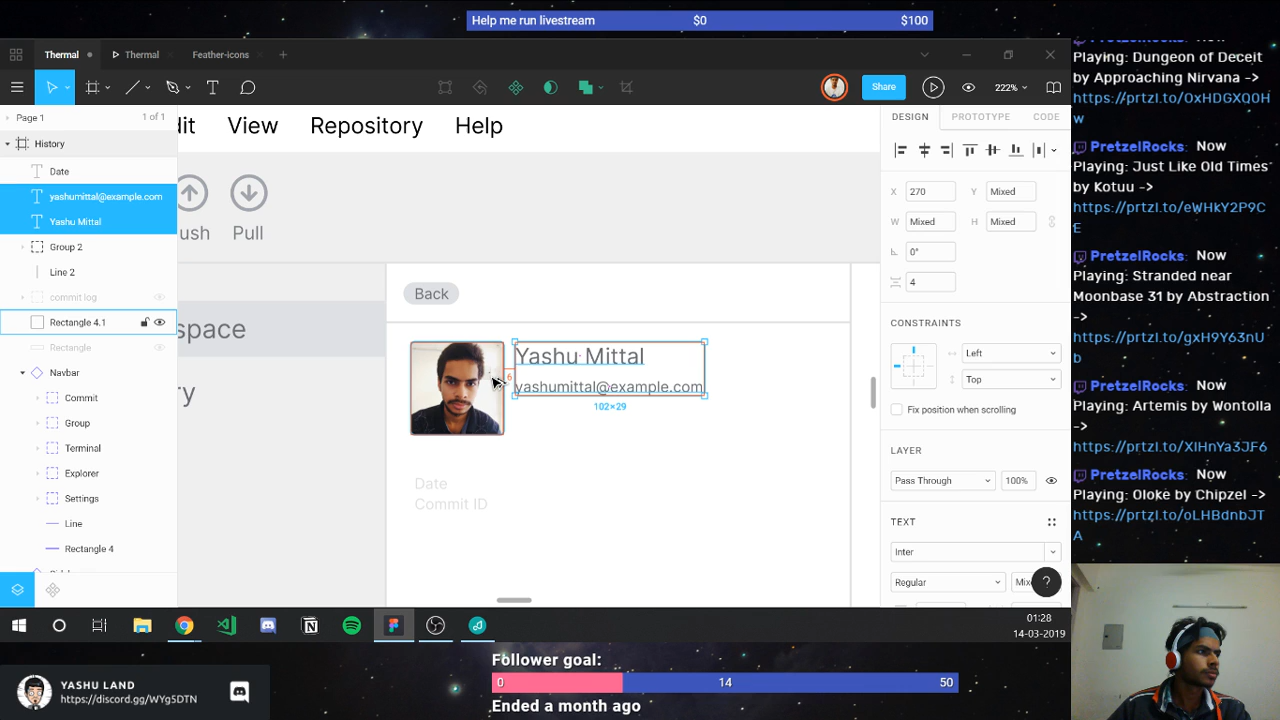 Help me run livestream $0 $100
Thermal
Thermal
Feather-icons
Share
222%
Page 1
1 of 1
History
Date
yashumittal@example.com
Yashu Mittal
Group 2
Line 2
commit log
Rectangle 4.1
Rectangle
Navbar
Commit
Group
Terminal
Explorer
Settings
Line
Rectangle 4
dit View Repository Help
ush Pull
space
ry
Back
Yashu Mittal
yashumittal@example.com
6
102×29
Date
Commit ID
DESIGN PROTOTYPE CODE
X 270 Y Mixed
W Mixed H Mixed
0°
4
CONSTRAINTS
Left
Top
Fix position when scrolling
LAYER
Pass Through 100%
TEXT
Inter
Regular
?
01:28
14-03-2019
YASHU LAND
https://discord.gg/WYg5DTN
Follower goal:
0 14 50
Ended a month ago
PretzelRocks: Now
Playing: Dungeon of Deceit
by Approaching Nirvana ->
https://prtzl.to/OxHDGXQ0H
w
PretzelRocks: Now
Playing: Just Like Old Times
by Kotuu ->
https://prtzl.to/eWHkY2P9C
E
PretzelRocks: Now
Playing: Stranded near
Moonbase 31 by Abstraction
->
https://prtzl.to/gxH9Y63nU
b
PretzelRocks: Now
Playing: Artemis by Wontolla
->
https://prtzl.to/XIHnYa3JF6
PretzelRocks: Now
Playing: Oloke by Chipzel ->
https://prtzl.to/oLHBdnbJT
A